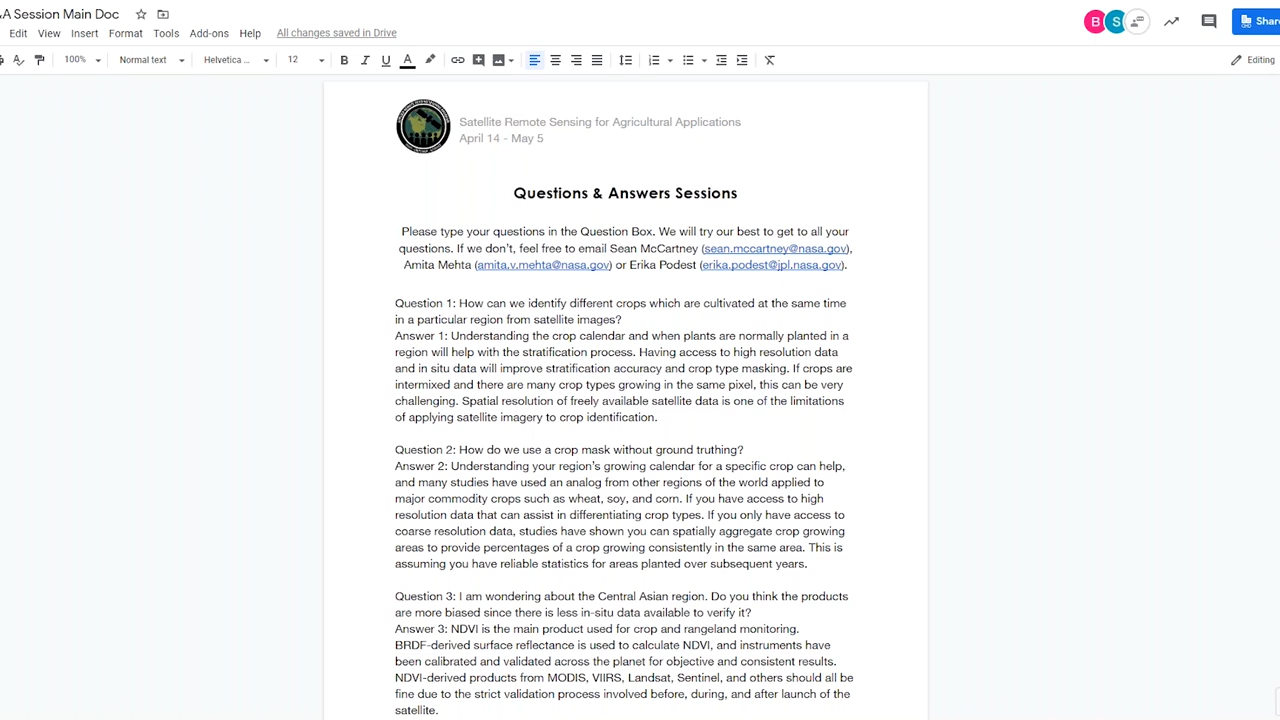 &A Session Main Doc
B S Share
Edit View Insert Format Tools Add-ons Help All changes saved in Drive
100% Normal text Helvetica ... 12 B I U A Editing
Satellite Remote Sensing for Agricultural Applications
April 14 - May 5
Questions & Answers Sessions
Please type your questions in the Question Box. We will try our best to get to all your
questions. If we don't, feel free to email Sean McCartney (sean.mccartney@nasa.gov),
Amita Mehta (amita.v.mehta@nasa.gov) or Erika Podest (erika.podest@jpl.nasa.gov).
Question 1: How can we identify different crops which are cultivated at the same time
in a particular region from satellite images?
Answer 1: Understanding the crop calendar and when plants are normally planted in a
region will help with the stratification process. Having access to high resolution data
and in situ data will improve stratification accuracy and crop type masking. If crops are
intermixed and there are many crop types growing in the same pixel, this can be very
challenging. Spatial resolution of freely available satellite data is one of the limitations
of applying satellite imagery to crop identification.
Question 2: How do we use a crop mask without ground truthing?
Answer 2: Understanding your region's growing calendar for a specific crop can help,
and many studies have used an analog from other regions of the world applied to
major commodity crops such as wheat, soy, and corn. If you have access to high
resolution data that can assist in differentiating crop types. If you only have access to
coarse resolution data, studies have shown you can spatially aggregate crop growing
areas to provide percentages of a crop growing consistently in the same area. This is
assuming you have reliable statistics for areas planted over subsequent years.
Question 3: I am wondering about the Central Asian region. Do you think the products
are more biased since there is less in-situ data available to verify it?
Answer 3: NDVI is the main product used for crop and rangeland monitoring.
BRDF-derived surface reflectance is used to calculate NDVI, and instruments have
been calibrated and validated across the planet for objective and consistent results.
NDVI-derived products from MODIS, VIIRS, Landsat, Sentinel, and others should all be
fine due to the strict validation process involved before, during, and after launch of the
satellite.